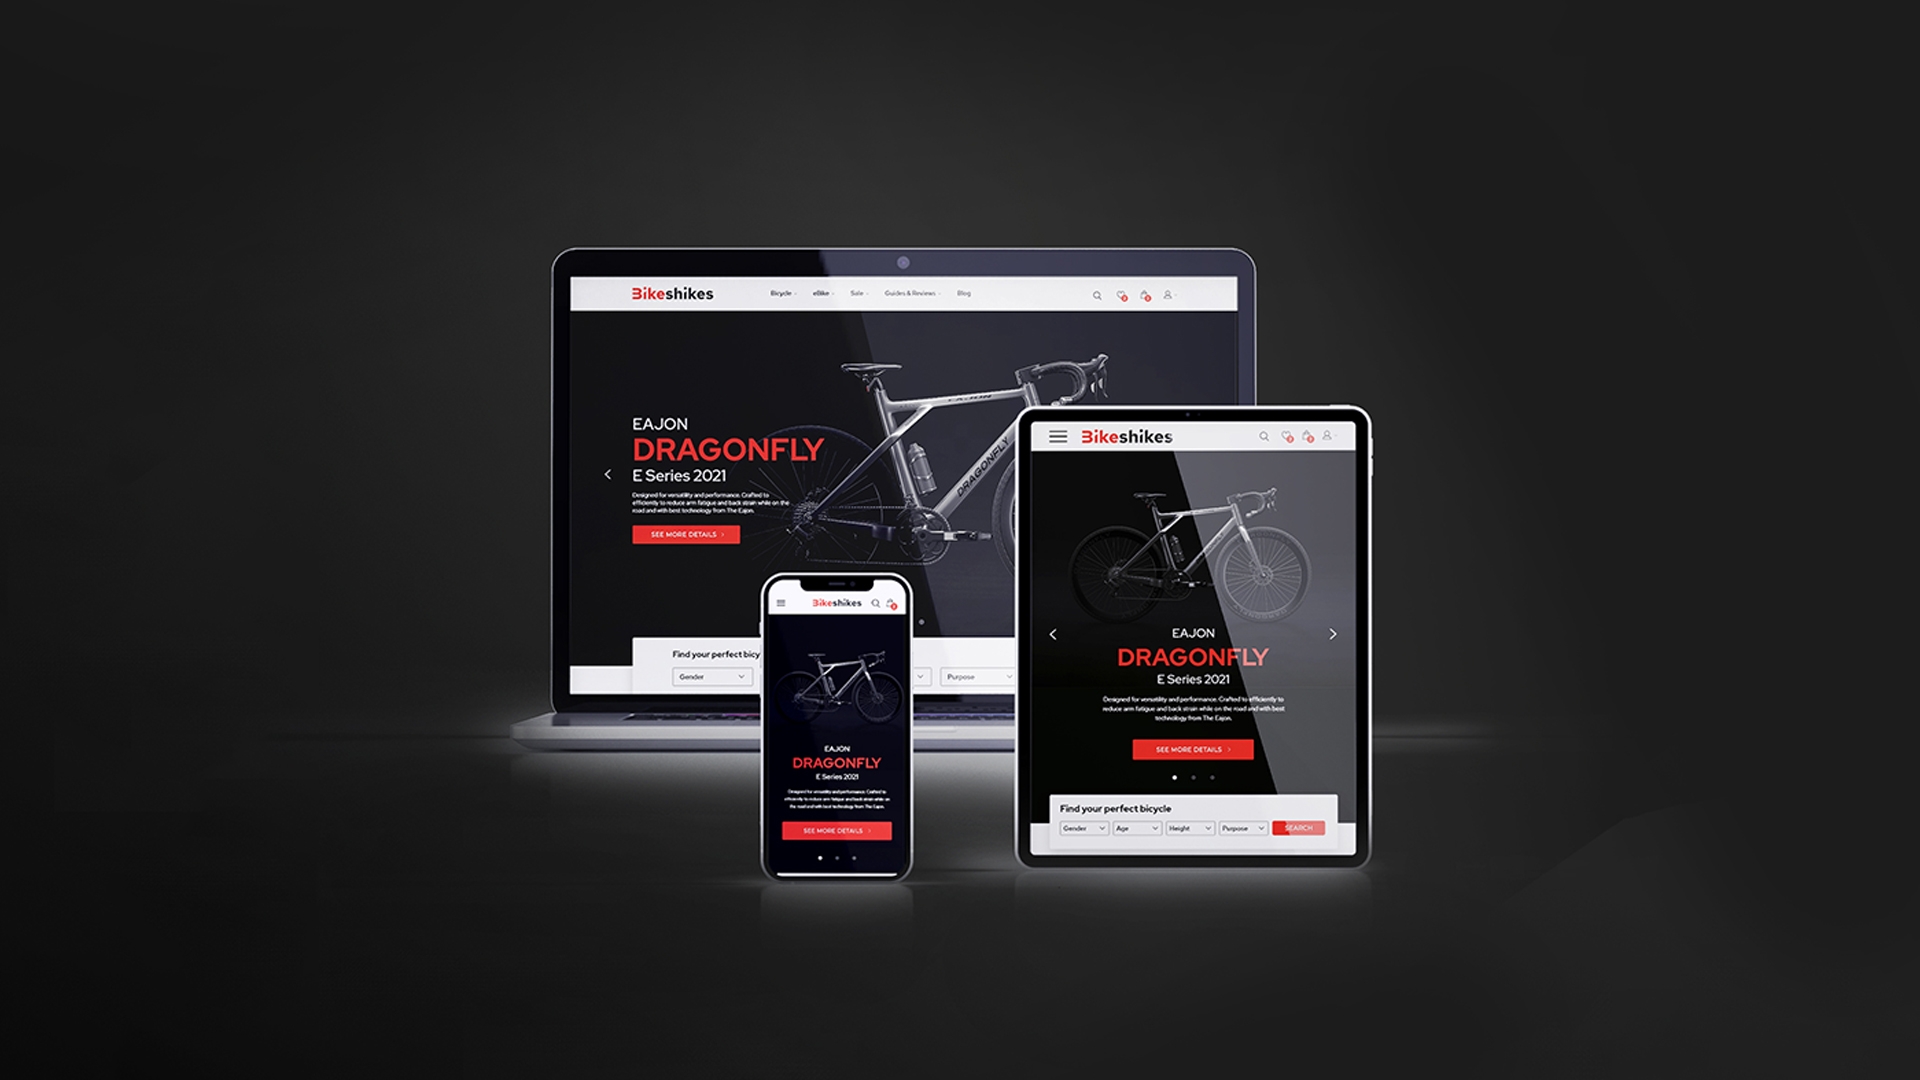 Bikeshikes
Bicycle eBike Sale Guides & Reviews Blog
EAJON
DRAGONFLY
E Series 2021
Designed for versatility and performance. Crafted to
efficiently to reduce arm fatigue and back strain while on the
road and with best technology from The Eajon.
SEE MORE DETAILS
EAJON
DRAGONFLY
Find your perfect bicy
Gender
Purpose
Bikeshikes
EAJON
DRAGONFLY
E Series 2021
Designed for versatility and performance. Crafted to
efficiently to reduce arm fatigue and back strain while on
the road and with best technology from The Eajon.
SEE MORE DETAILS
Bikeshikes
EAJON
DRAGONFLY
E Series 2021
Designed for versatility and performance. Crafted to efficiently to
reduce arm fatigue and back strain while on the road and with best
technology from The Eajon.
SEE MORE DETAILS
Find your perfect bicycle
Gender Age Height Purpose SEARCH